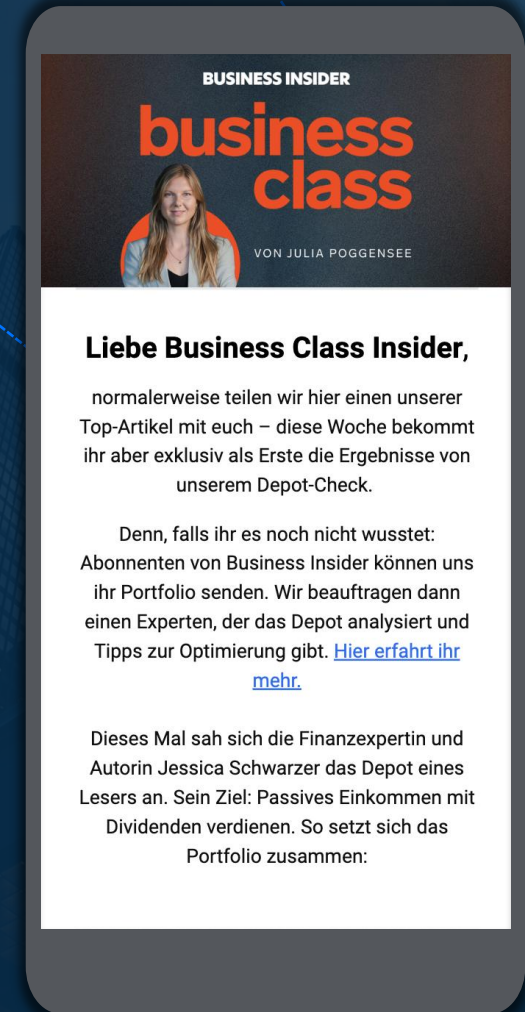 BUSINESS INSIDER
business
class
VON JULIA POGGENSEE
Liebe Business Class Insider,
normalerweise teilen wir hier einen unserer
Top-Artikel mit euch – diese Woche bekommt
ihr aber exklusiv als Erste die Ergebnisse von
unserem Depot-Check.
Denn, falls ihr es noch nicht wusstet:
Abonnenten von Business Insider können uns
ihr Portfolio senden. Wir beauftragen dann
einen Experten, der das Depot analysiert und
Tipps zur Optimierung gibt. Hier erfahrt ihr
mehr.
Dieses Mal sah sich die Finanzexpertin und
Autorin Jessica Schwarzer das Depot eines
Lesers an. Sein Ziel: Passives Einkommen mit
Dividenden verdienen. So setzt sich das
Portfolio zusammen: